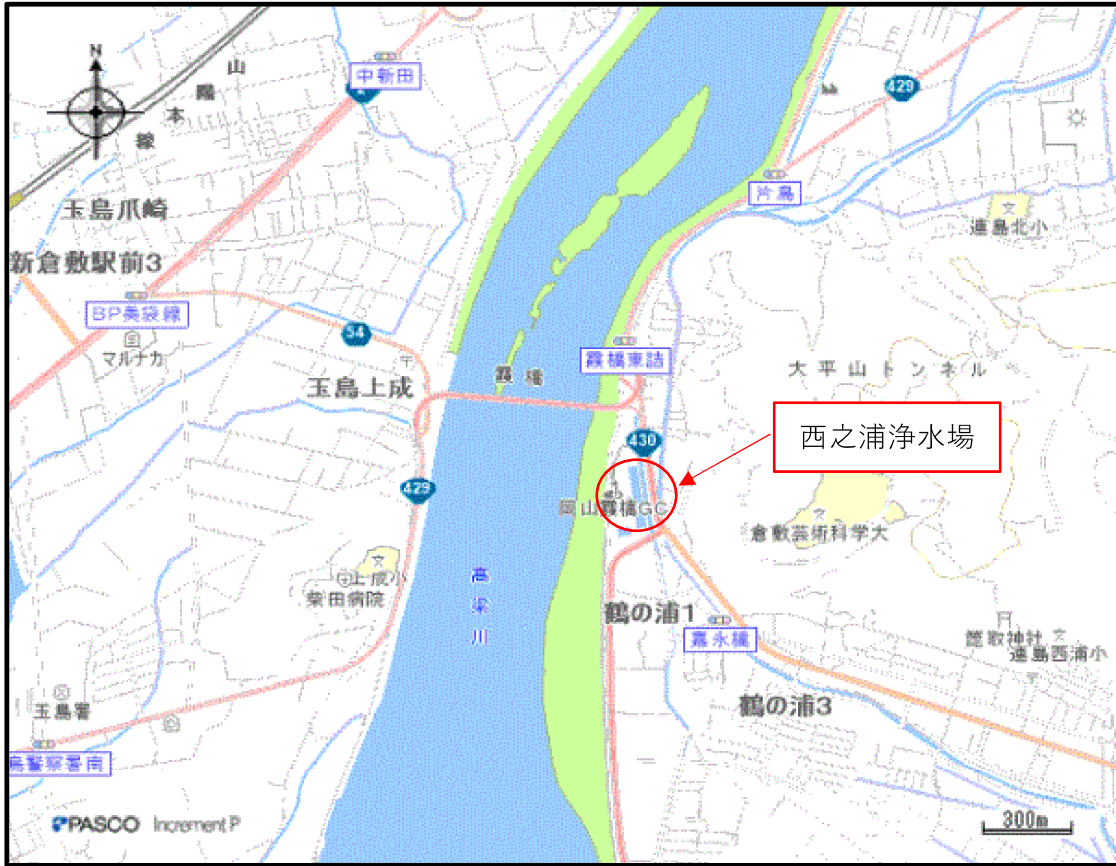 N
山
陽
本
線
中新田
2
429
玉島爪崎
片島
連島北小
新倉敷駅前3
BP美袋線
マルナカ
54
霞橋東詰
霞橋
大平山トンネル
玉島上成
西之浦浄水場
430
429
岡山霞橋GC
倉敷芸術科学大
上成小
柴田病院
高
梁
川
鶴の浦1
嘉永橋
箆取神社
連島西浦小
玉島署
鶴の浦3
島警察署南
PASCO Increment P
300m